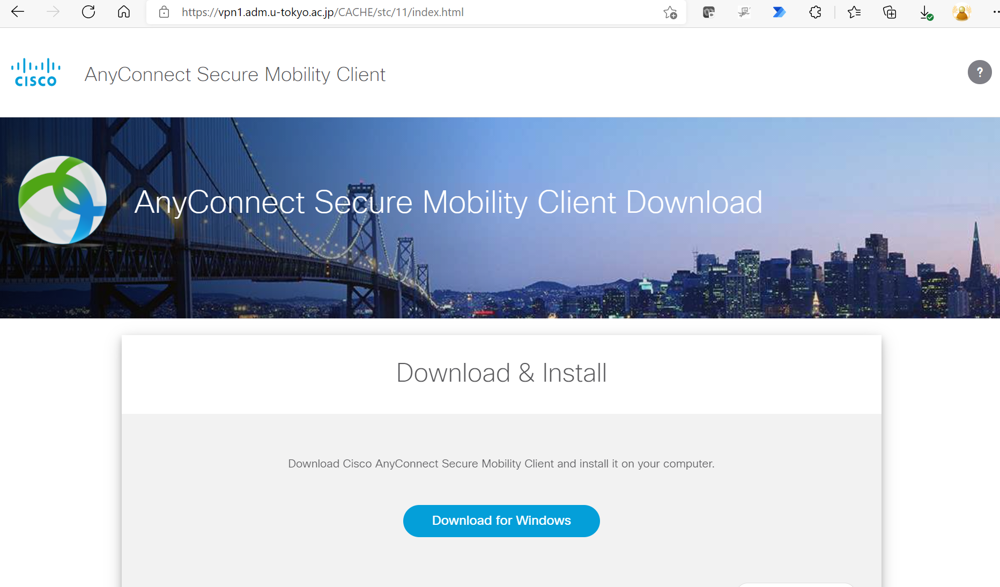 https://vpn1.adm.u-tokyo.ac.jp/CACHE/stc/11/index.html
CISCO
AnyConnect Secure Mobility Client
?
AnyConnect Secure Mobility Client Download
Download & Install
Download Cisco AnyConnect Secure Mobility Client and install it on your computer.
Download for Windows